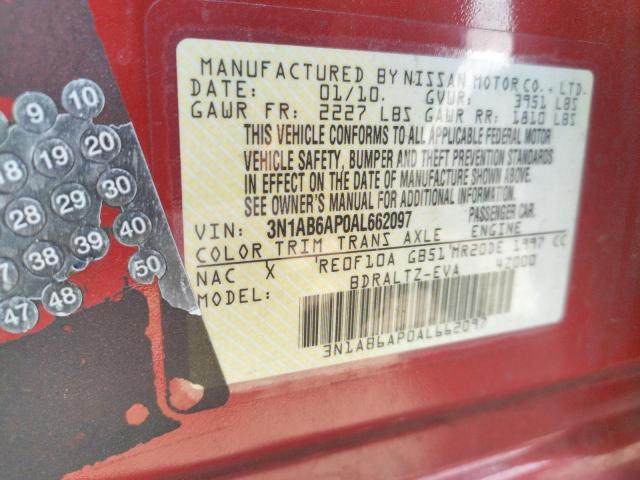 MANUFACTURED BY NISSAN MOTOR CO., LTD.
DATE: 01/10. GVWR: 3951 LBS
GAWR FR: 2227 LBS GAWR RR: 1810 LBS
THIS VEHICLE CONFORMS TO ALL APPLICABLE FEDERAL MOTOR
VEHICLE SAFETY, BUMPER AND THEFT PREVENTION STANDARDS
IN EFFECT ON THE DATE OF MANUFACTURE SHOWN ABOVE.
SEE OWNER'S MANUAL FOR ADDITIONAL INFORMATION.
VIN: 3N1AB6AP0AL662097 PASSENGER CAR.
COLOR TRIM TRANS AXLE ENGINE
NAC X RE0F10A GB51 MR20DE 1997 CC
MODEL: BDRALTZ-EVA 42000
3N1AB6AP0AL662097
9 10
18 19 20
28 29 30
38 39 40
47 48 50